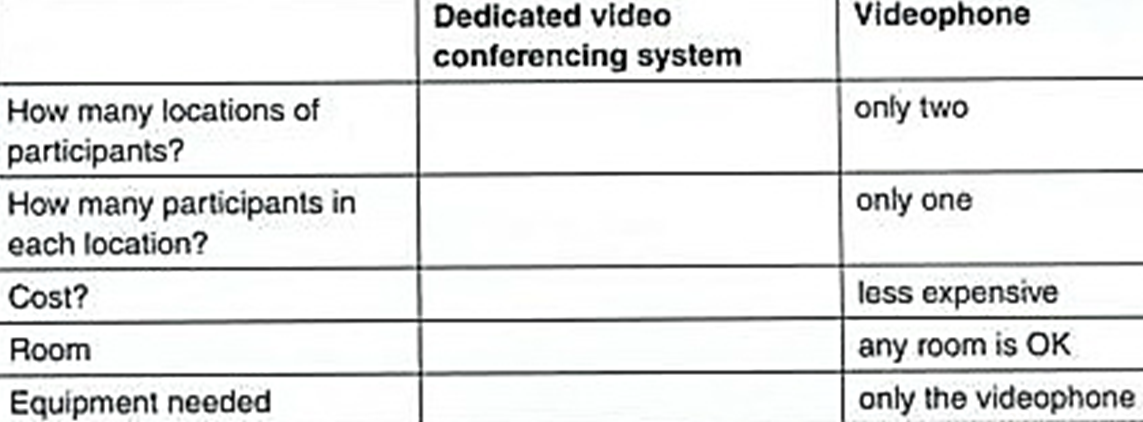 Dedicated video
conferencing system
Videophone
How many locations of
participants?
only two
How many participants in
each location?
only one
Cost?
less expensive
Room
any room is OK
Equipment needed
only the videophone